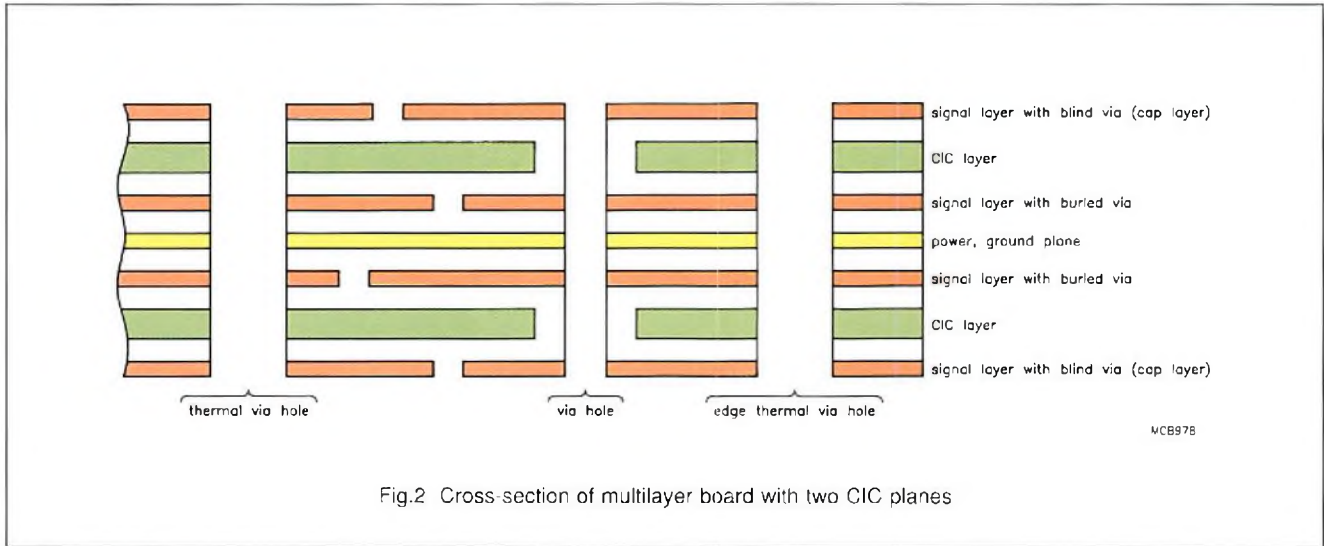 signal layer with blind via (cap layer)
CIC layer
signal layer with buried via
power, ground plane
signal layer with buried via
CIC layer
signal layer with blind via (cap layer)
thermal via hole
via hole
edge thermal via hole
MCB978
Fig.2 Cross-section of multilayer board with two CIC planes